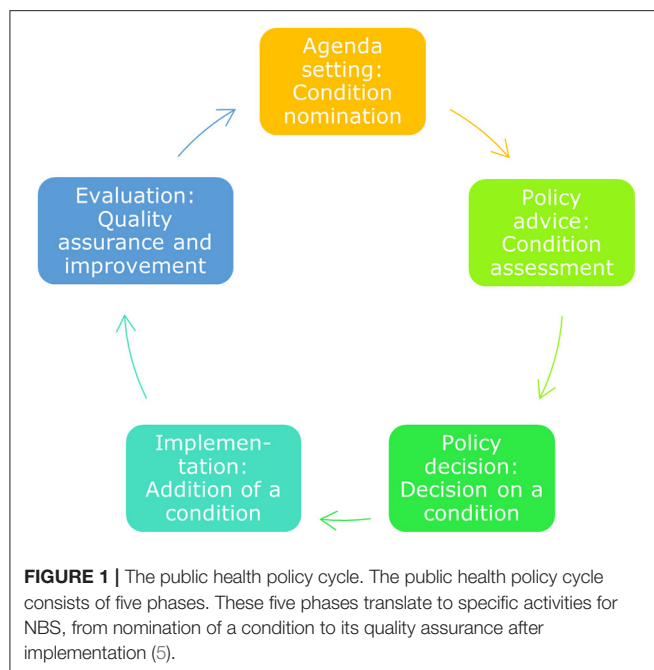 Agenda
setting:
Condition
nomination
Policy
advice:
Condition
assessment
Policy
decision:
Decision on a
condition
Implemen-
tation:
Addition of a
condition
Evaluation:
Quality
assurance and
improvement
FIGURE 1 | The public health policy cycle. The public health policy cycle
consists of five phases. These five phases translate to specific activities for
NBS, from nomination of a condition to its quality assurance after
implementation (5).